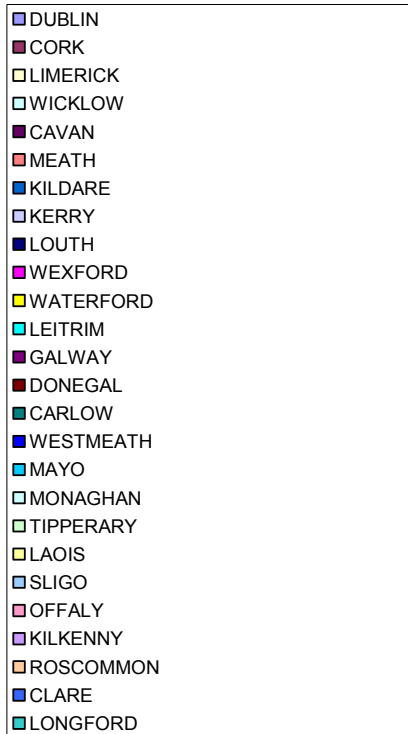 DUBLIN
CORK
LIMERICK
WICKLOW
CAVAN
MEATH
KILDARE
KERRY
LOUTH
WEXFORD
WATERFORD
LEITRIM
GALWAY
DONEGAL
CARLOW
WESTMEATH
MAYO
MONAGHAN
TIPPERARY
LAOIS
SLIGO
OFFALY
KILKENNY
ROSCOMMON
CLARE
LONGFORD